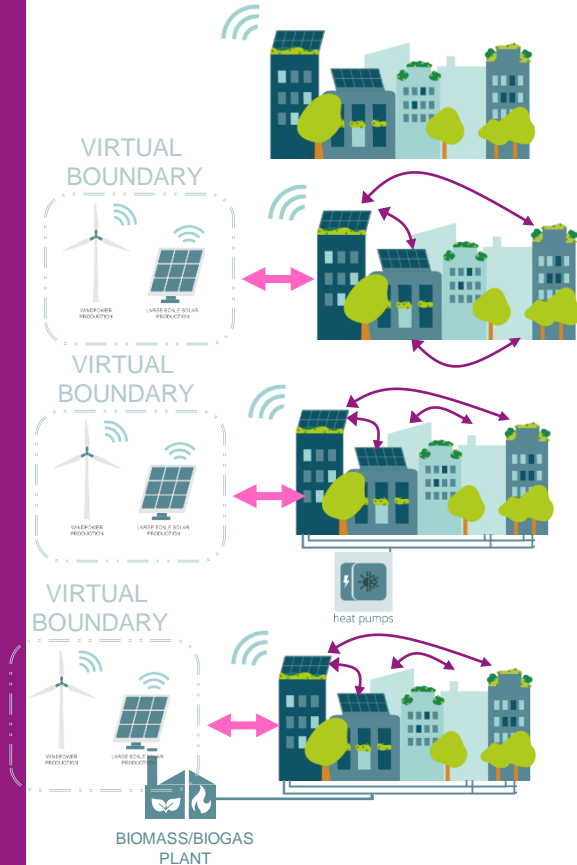 VIRTUAL
BOUNDARY
WINDPOWER
PRODUCTION
LARGE SCALE SOLAR
PRODUCTION
VIRTUAL
BOUNDARY
WINDPOWER
PRODUCTION
LARGE SCALE SOLAR
PRODUCTION
heat pumps
VIRTUAL
BOUNDARY
WINDPOWER
PRODUCTION
LARGE SCALE SOLAR
PRODUCTION
BIOMASS/BIOGAS
PLANT